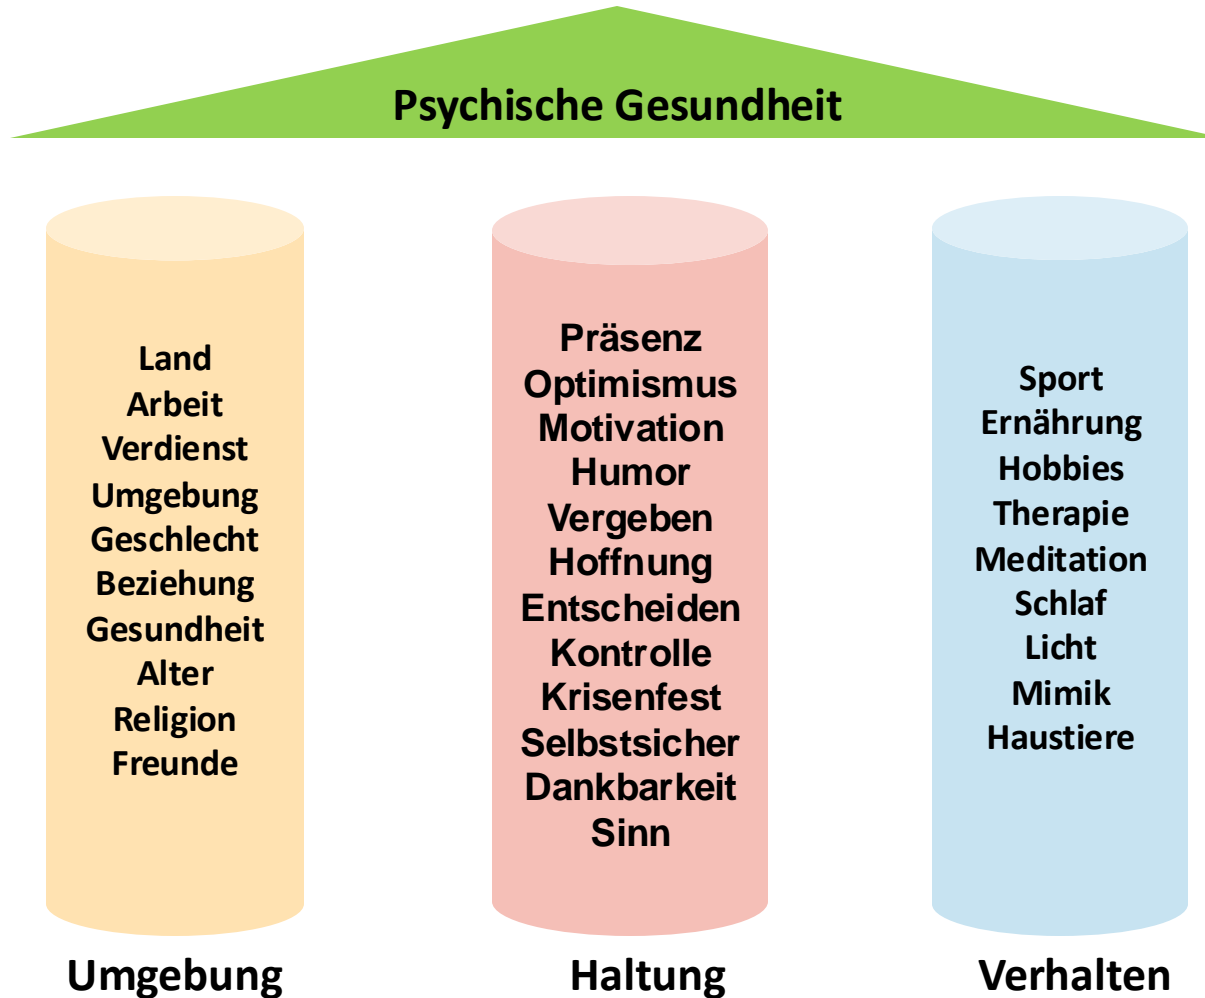 Psychische Gesundheit
Land
Arbeit
Verdienst
Umgebung
Geschlecht
Beziehung
Gesundheit
Alter
Religion
Freunde
Umgebung
Präsenz
Optimismus
Motivation
Humor
Vergeben
Hoffnung
Entscheiden
Kontrolle
Krisenfest
Selbstsicher
Dankbarkeit
Sinn
Haltung
Sport
Ernährung
Hobbies
Therapie
Meditation
Schlaf
Licht
Mimik
Haustiere
Verhalten